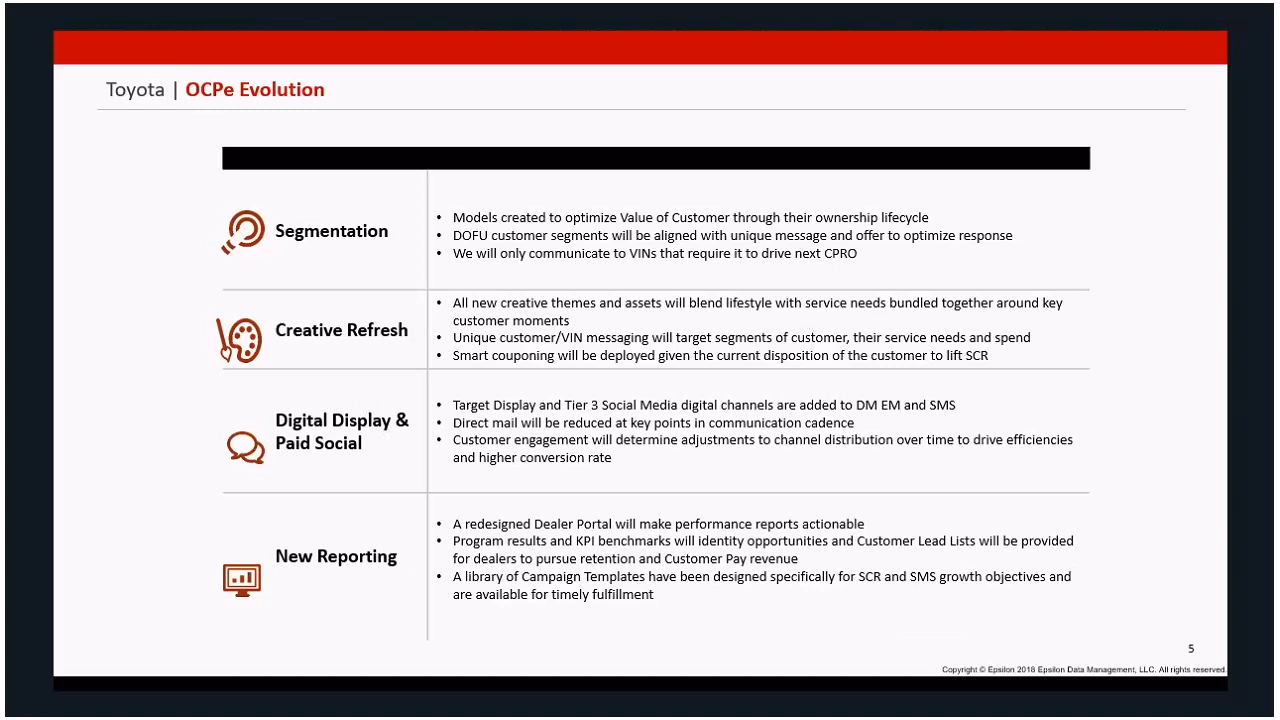 Toyota | OCPe Evolution
Segmentation
• Models created to optimize Value of Customer through their ownership lifecycle
• DOFU customer segments will be aligned with unique message and offer to optimize response
• We will only communicate to VINs that require it to drive next CPRO
Creative Refresh
• All new creative themes and assets will blend lifestyle with service needs bundled together around key
customer moments
• Unique customer/VIN messaging will target segments of customer, their service needs and spend
• Smart couponing will be deployed given the current disposition of the customer to lift SCR
Digital Display &
Paid Social
• Target Display and Tier 3 Social Media digital channels are added to DM EM and SMS
• Direct mail will be reduced at key points in communication cadence
• Customer engagement will determine adjustments to channel distribution over time to drive efficiencies
and higher conversion rate
New Reporting
• A redesigned Dealer Portal will make performance reports actionable
• Program results and KPI benchmarks will identity opportunities and Customer Lead Lists will be provided
for dealers to pursue retention and Customer Pay revenue
• A library of Campaign Templates have been designed specifically for SCR and SMS growth objectives and
are available for timely fulfillment
5
Copyright © Epsilon 2018 Epsilon Data Management, LLC. All rights reserved.